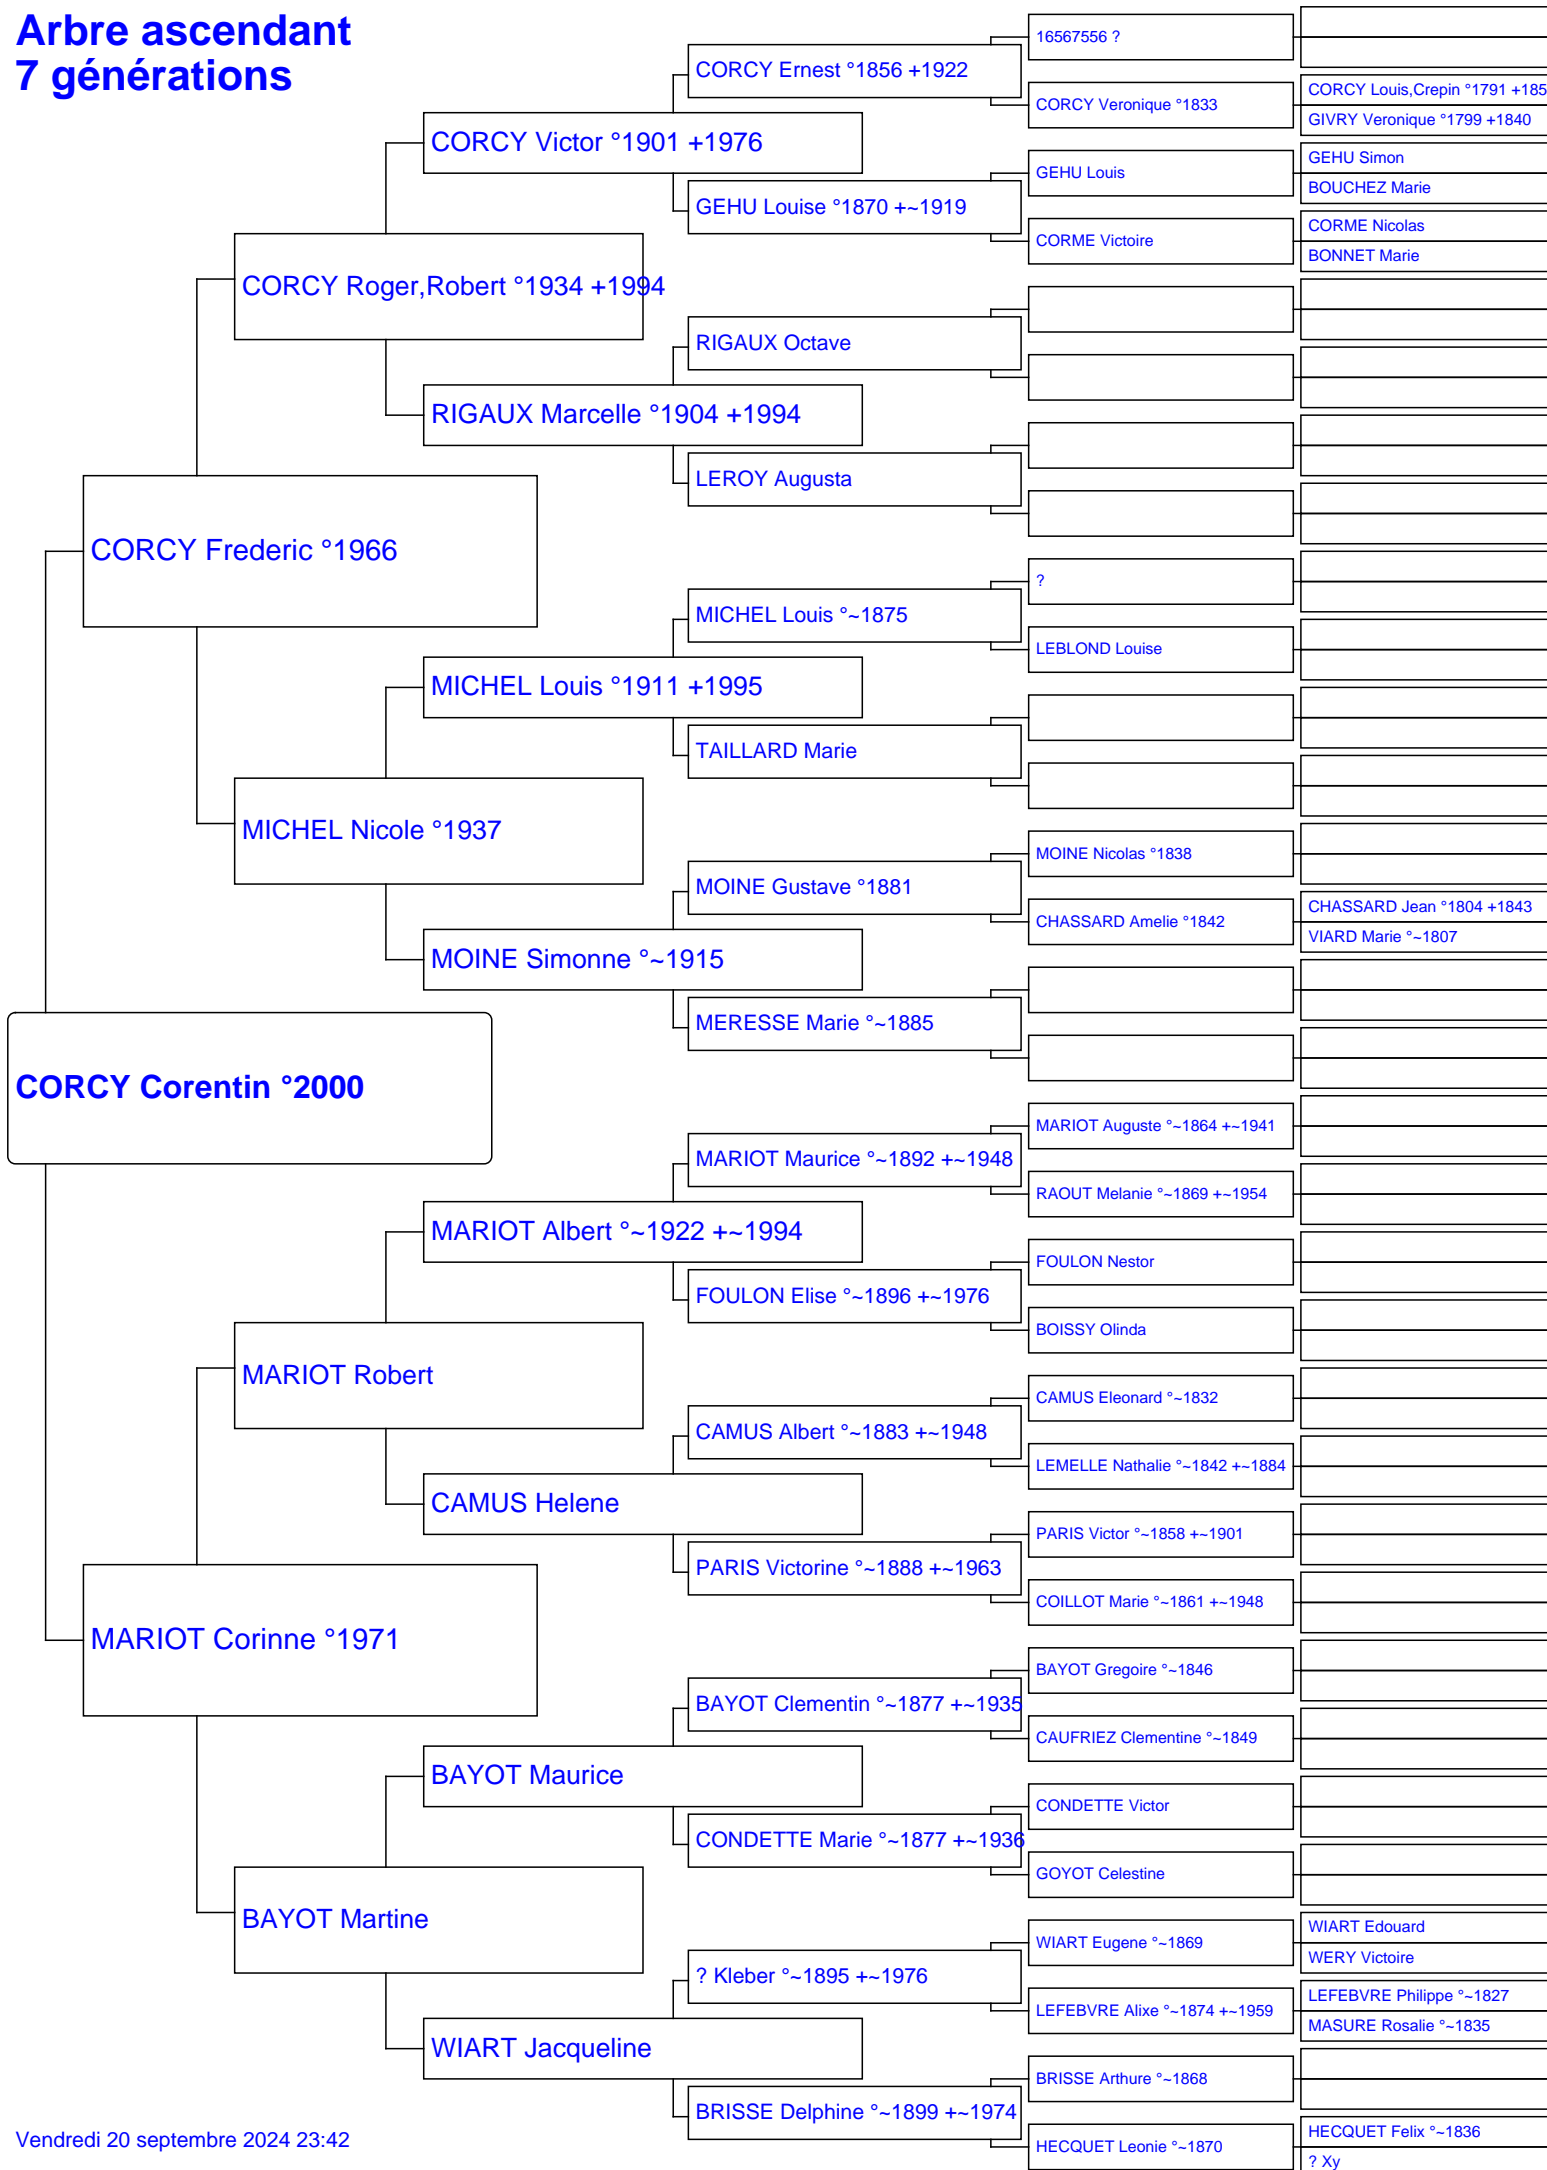 Arbre ascendant
7 générations
CORCY Corentin °2000
CORCY Frederic °1966
MARIOT Corinne °1971
CORCY Roger,Robert °1934 +1994
MICHEL Nicole °1937
MARIOT Robert
BAYOT Martine
CORCY Victor °1901 +1976
RIGAUX Marcelle °1904 +1994
MICHEL Louis °1911 +1995
MOINE Simonne °~1915
MARIOT Albert °~1922 +~1994
CAMUS Helene
BAYOT Maurice
WIART Jacqueline
CORCY Ernest °1856 +1922
GEHU Louise °1870 +~1919
RIGAUX Octave
LEROY Augusta
MICHEL Louis °~1875
TAILLARD Marie
MOINE Gustave °1881
MERESSE Marie °~1885
MARIOT Maurice °~1892 +~1948
FOULON Elise °~1896 +~1976
CAMUS Albert °~1883 +~1948
PARIS Victorine °~1888 +~1963
BAYOT Clementin °~1877 +~1935
CONDETTE Marie °~1877 +~1936
? Kleber °~1895 +~1976
BRISSE Delphine °~1899 +~1974
16567556 ?
CORCY Veronique °1833
GEHU Louis
CORME Victoire
?
LEBLOND Louise
MOINE Nicolas °1838
CHASSARD Amelie °1842
MARIOT Auguste °~1864 +~1941
RAOUT Melanie °~1869 +~1954
FOULON Nestor
BOISSY Olinda
CAMUS Eleonard °~1832
LEMELLE Nathalie °~1842 +~1884
PARIS Victor °~1858 +~1901
COILLOT Marie °~1861 +~1948
BAYOT Gregoire °~1846
CAUFRIEZ Clementine °~1849
CONDETTE Victor
GOYOT Celestine
WIART Eugene °~1869
LEFEBVRE Alixe °~1874 +~1959
BRISSE Arthure °~1868
HECQUET Leonie °~1870
CORCY Louis,Crepin °1791 +185
GIVRY Veronique °1799 +1840
GEHU Simon
BOUCHEZ Marie
CORME Nicolas
BONNET Marie
CHASSARD Jean °1804 +1843
VIARD Marie °~1807
WIART Edouard
WERY Victoire
LEFEBVRE Philippe °~1827
MASURE Rosalie °~1835
HECQUET Felix °~1836
? Xy
Vendredi 20 septembre 2024 23:42